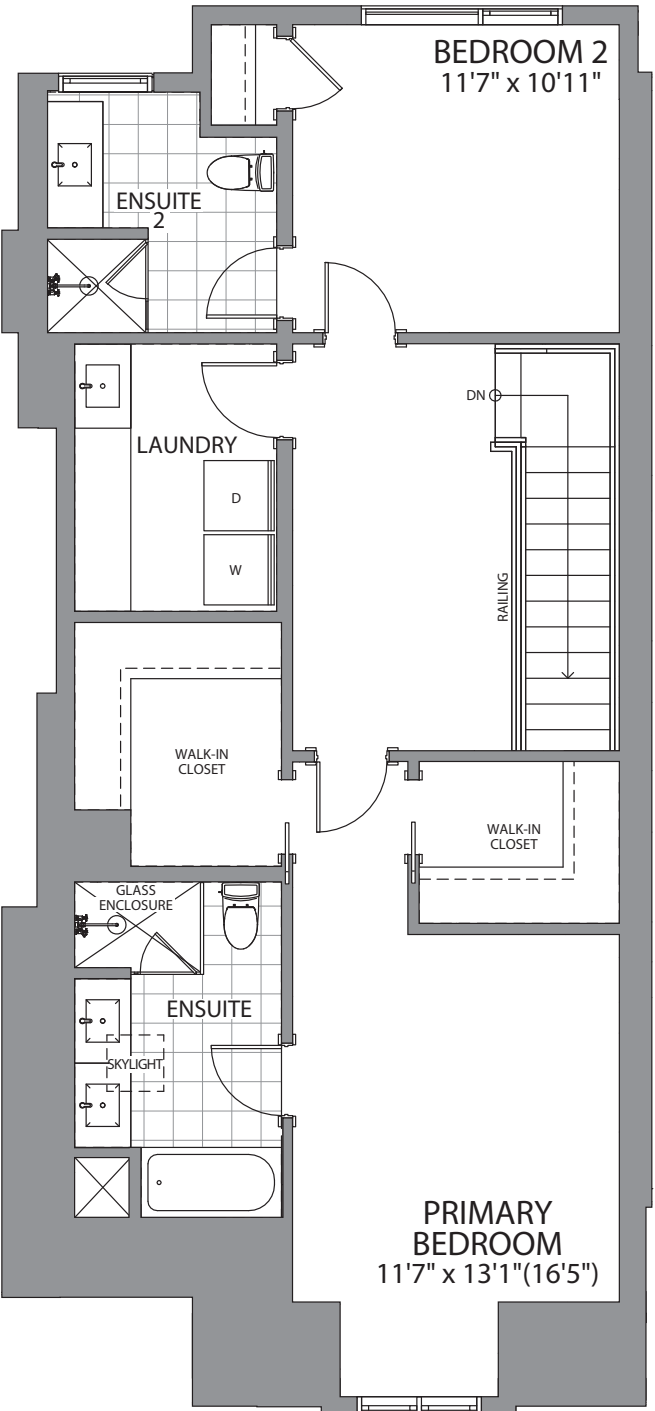 BEDROOM 2
11'7" x 10'11"
ENSUITE
2
DN
LAUNDRY
D
W
RAILING
WALK-IN
CLOSET
WALK-IN
CLOSET
GLASS
ENCLOSURE
ENSUITE
SKYLIGHT
PRIMARY
BEDROOM
11'7" x 13'1"(16'5")